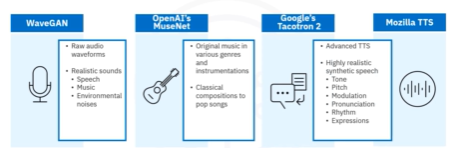 WaveGAN
• Raw audio
waveforms
• Realistic sounds
• Speech
• Music
• Environmental
noises
OpenAI's
MuseNet
• Original music in
various genres
and
instrumentations
• Classical
compositions to
pop songs
Google's
Tacotron 2
• Advanced TTS
• Highly realistic
synthetic speech
• Tone
• Pitch
• Modulation
• Pronunciation
• Rhythm
• Expressions
Mozilla TTS